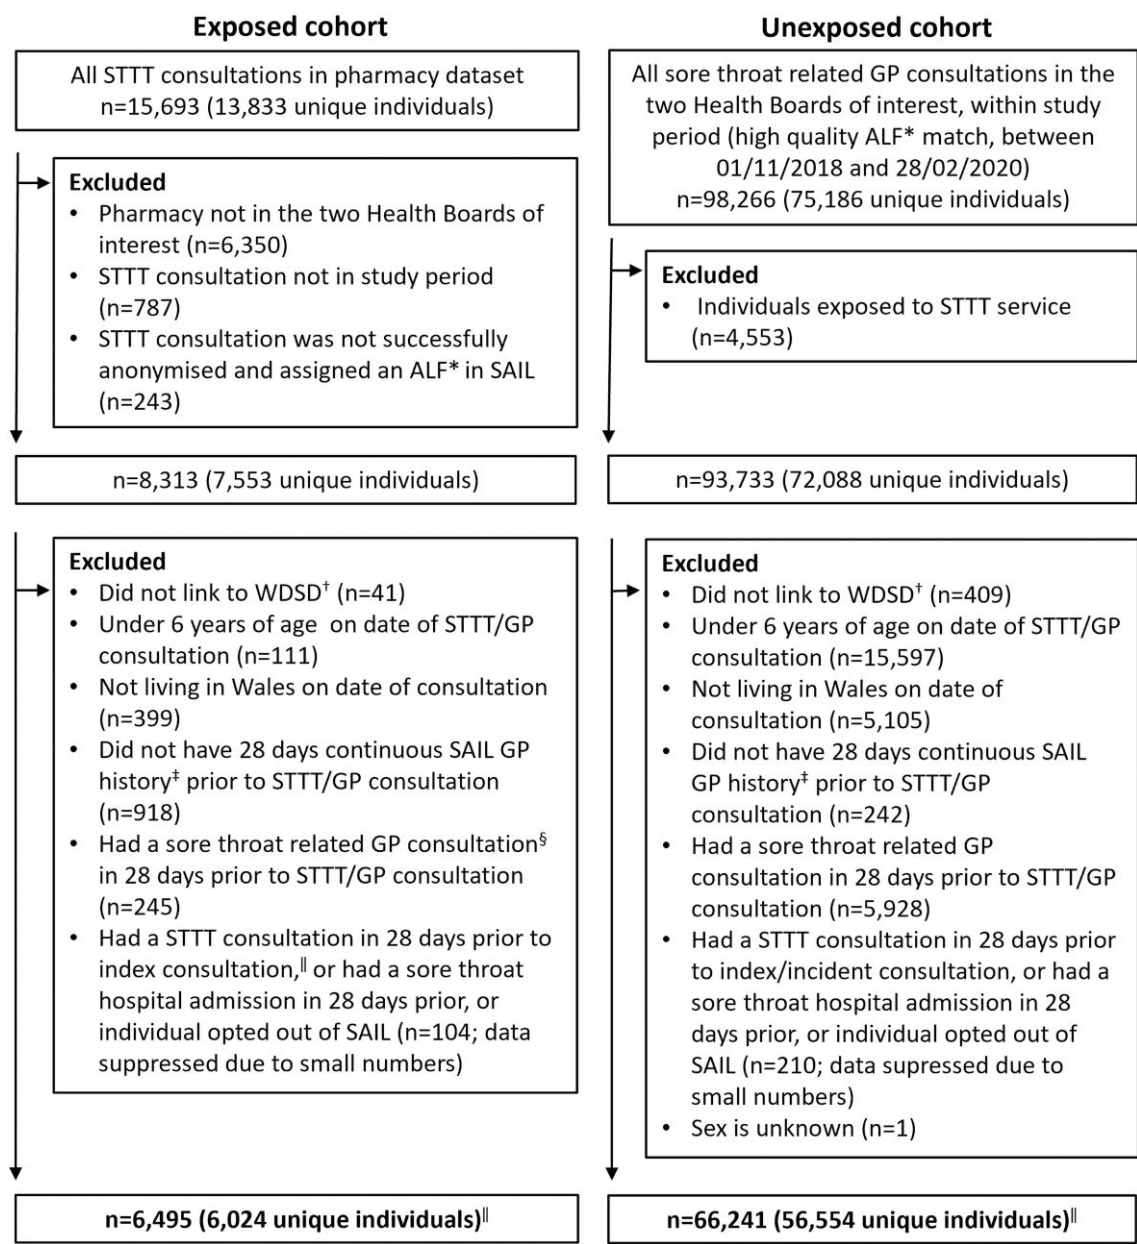 Exposed cohort
All STTT consultations in pharmacy dataset
n=15,693 (13,833 unique individuals)
Excluded
• Pharmacy not in the two Health Boards of
interest (n=6,350)
• STTT consultation not in study period
(n=787)
• STTT consultation was not successfully
anonymised and assigned an ALF* in SAIL
(n=243)
n=8,313 (7,553 unique individuals)
Excluded
• Did not link to WDSD† (n=41)
• Under 6 years of age on date of STTT/GP
consultation (n=111)
• Not living in Wales on date of consultation
(n=399)
• Did not have 28 days continuous SAIL GP
history‡ prior to STTT/GP consultation
(n=918)
• Had a sore throat related GP consultation§
in 28 days prior to STTT/GP consultation
(n=245)
• Had a STTT consultation in 28 days prior to
index consultation,‖ or had a sore throat
hospital admission in 28 days prior, or
individual opted out of SAIL (n=104; data
suppressed due to small numbers)
n=6,495 (6,024 unique individuals)‖
Unexposed cohort
All sore throat related GP consultations in the
two Health Boards of interest, within study
period (high quality ALF* match, between
01/11/2018 and 28/02/2020)
n=98,266 (75,186 unique individuals)
Excluded
• Individuals exposed to STTT service
(n=4,553)
n=93,733 (72,088 unique individuals)
Excluded
• Did not link to WDSD† (n=409)
• Under 6 years of age on date of STTT/GP
consultation (n=15,597)
• Not living in Wales on date of
consultation (n=5,105)
• Did not have 28 days continuous SAIL
GP history‡ prior to STTT/GP
consultation (n=242)
• Had a sore throat related GP
consultation in 28 days prior to STTT/GP
consultation (n=5,928)
• Had a STTT consultation in 28 days prior
to index/incident consultation, or had a
sore throat hospital admission in 28
days prior, or individual opted out of
SAIL (n=210; data supressed due to
small numbers)
• Sex is unknown (n=1)
n=66,241 (56,554 unique individuals)‖